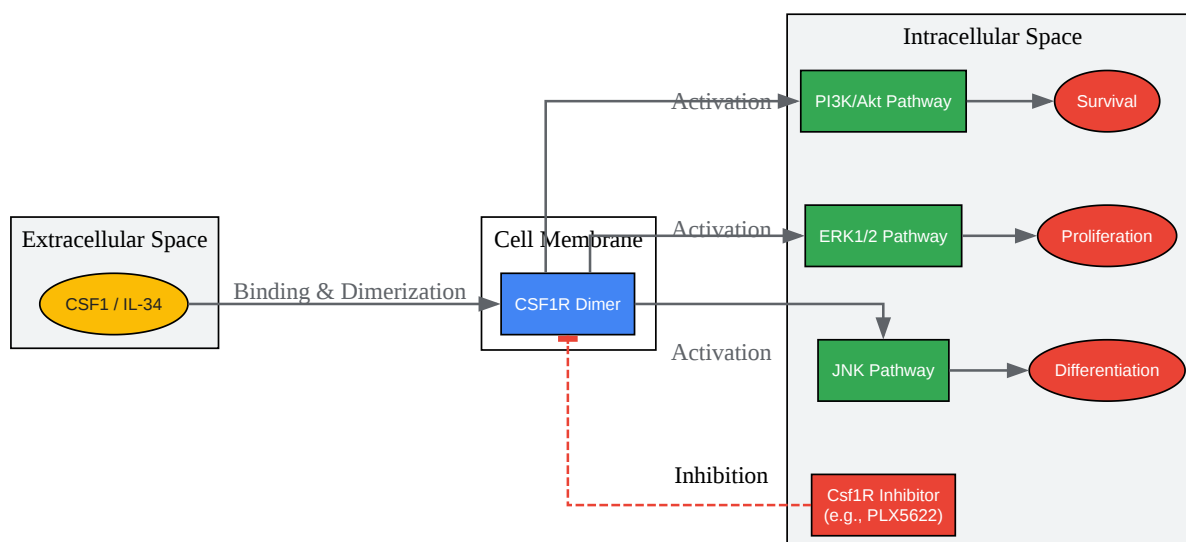 Intracellular Space
Activation
PI3K/Akt Pathway
Survival
Extracellular Space
Cell Membrane
Activation
ERK1/2 Pathway
Proliferation
CSF1 / IL-34
Binding & Dimerization
CSF1R Dimer
Activation
JNK Pathway
Differentiation
Inhibition
Csf1R Inhibitor
(e.g., PLX5622)